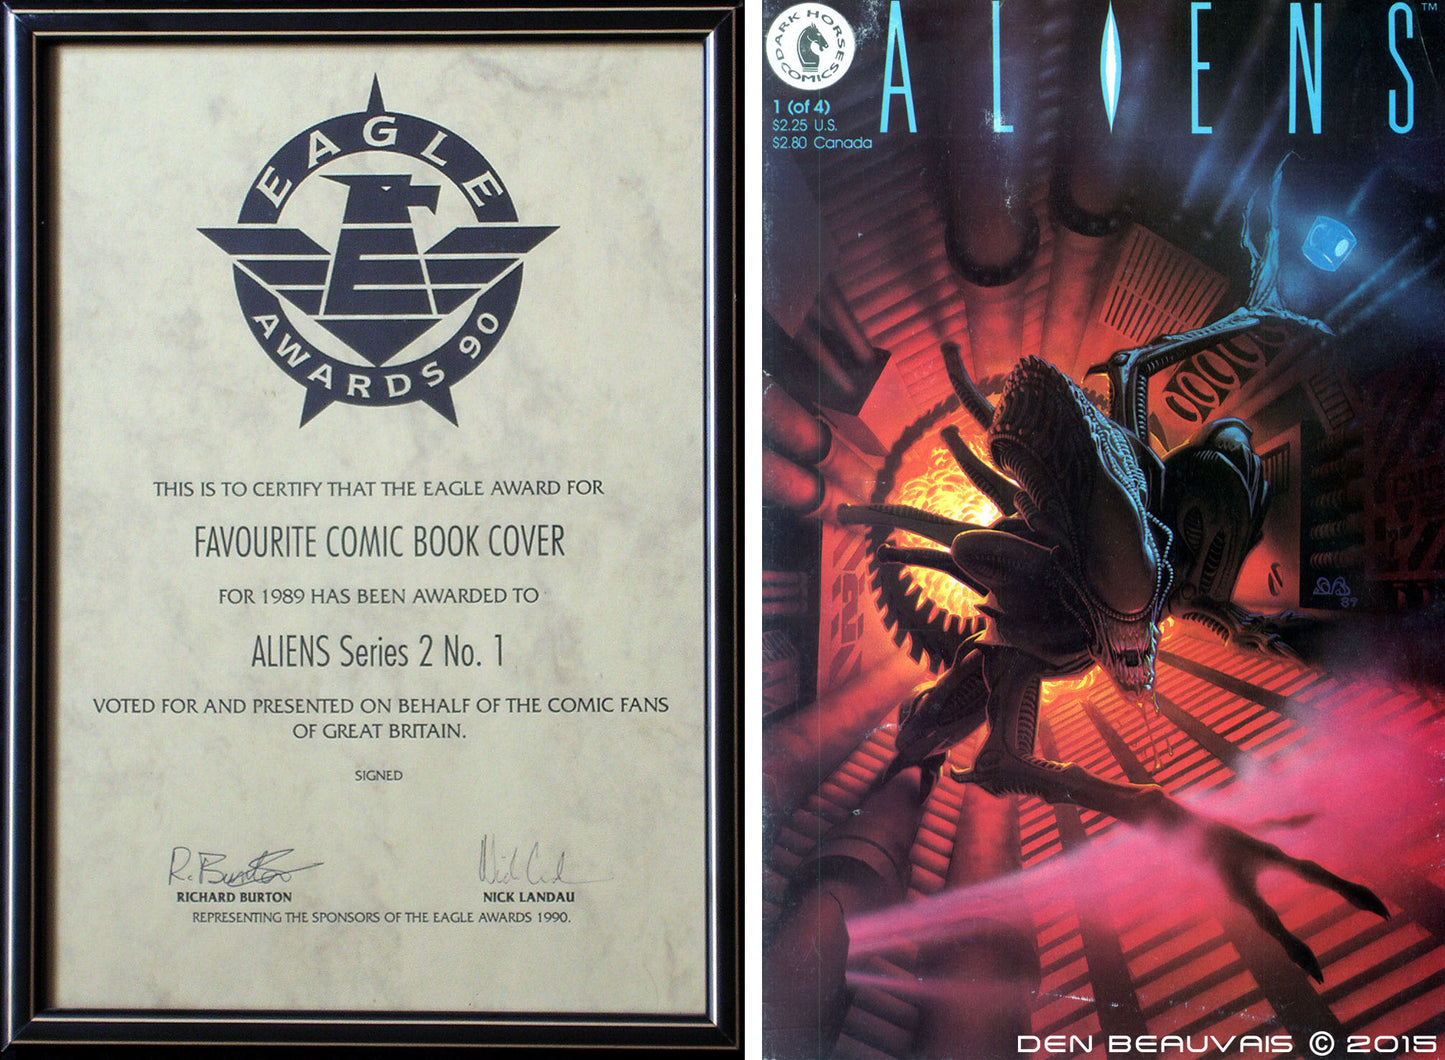 EAGLE
AWARDS 90
THIS IS TO CERTIFY THAT THE EAGLE AWARD FOR
FAVOURITE COMIC BOOK COVER
FOR 1989 HAS BEEN AWARDED TO
ALIENS Series 2 No. 1
VOTED FOR AND PRESENTED ON BEHALF OF THE COMIC FANS
OF GREAT BRITAIN.
SIGNED
R. Burton
RICHARD BURTON
NICK LANDAU
REPRESENTING THE SPONSORS OF THE EAGLE AWARDS 1990.
DARK HORSE
COMICS
ALIENS™
1 (of 4)
$2.25 U.S.
$2.80 Canada
89
DEN BEAUVAIS © 2015